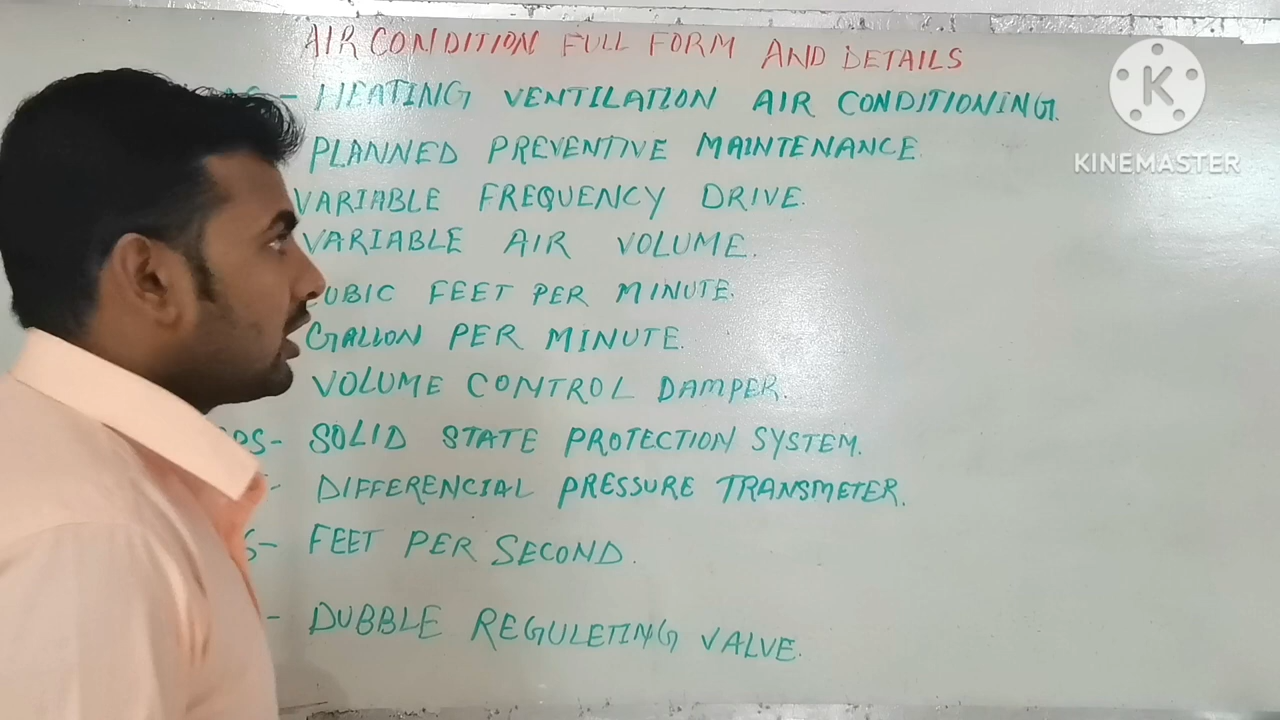 AIR CONDITION FULL FORM AND DETAILS
- HEATING VENTILATION AIR CONDITIONING.
PLANNED PREVENTIVE MAINTENANCE.
VARIABLE FREQUENCY DRIVE.
VARIABLE AIR VOLUME.
CUBIC FEET PER MINUTE.
GALLON PER MINUTE.
VOLUME CONTROL DAMPER.
- SOLID STATE PROTECTION SYSTEM.
- DIFFERENCIAL PRESSURE TRANSMETER.
- FEET PER SECOND.
- DUBBLE REGULETING VALVE.
K
KINEMASTER